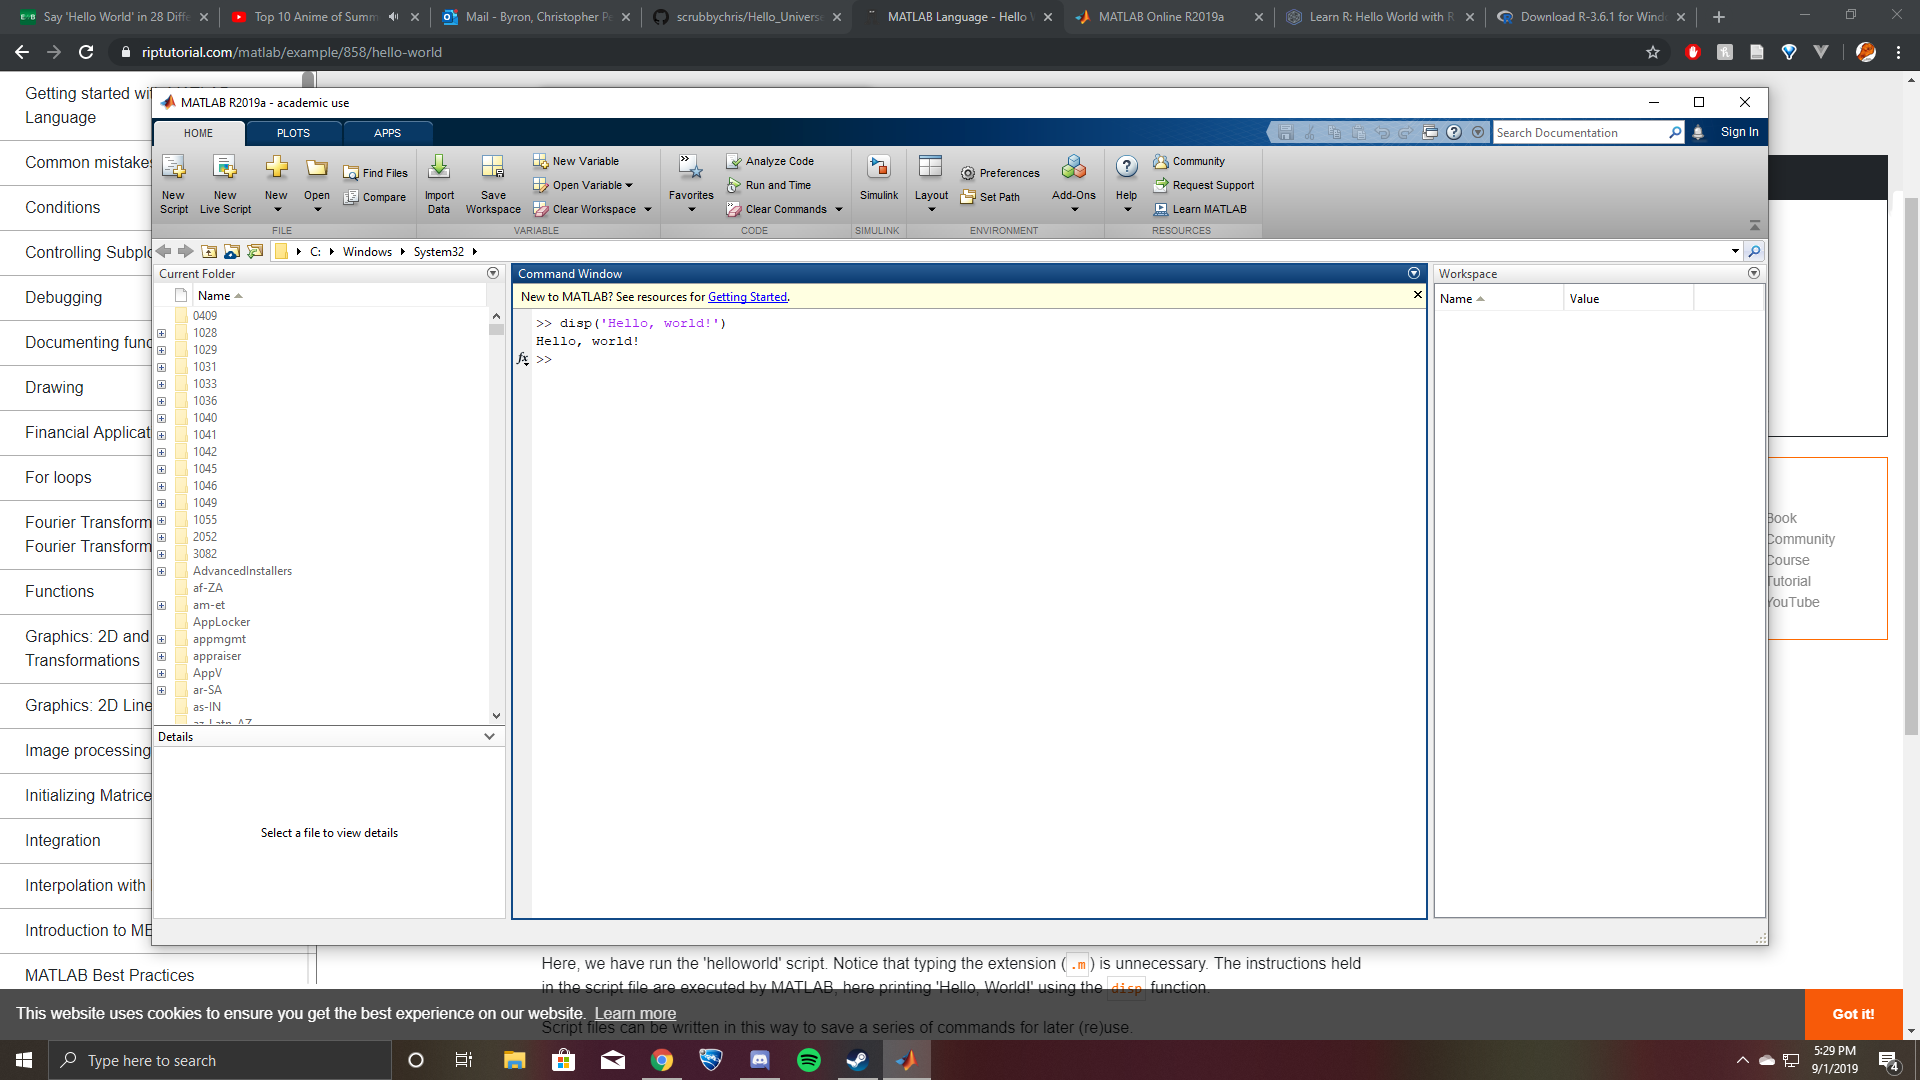 Say 'Hello World' in 28 Diffe
Top 10 Anime of Summ
Mail - Byron, Christopher Pe
scrubbychris/Hello_Universe
MATLAB Language - Hello W
MATLAB Online R2019a
Learn R: Hello World with R
Download R-3.6.1 for Windo
riptutorial.com/matlab/example/858/hello-world
Getting started with MATLAB
Language
Common mistakes
Conditions
Controlling Subplo
Debugging
Documenting func
Drawing
Financial Applicat
For loops
Fourier Transform
Fourier Transform
Functions
Graphics: 2D and
Transformations
Graphics: 2D Line
Image processing
Initializing Matrice
Integration
Interpolation with
Introduction to ME
MATLAB Best Practices
MATLAB R2019a - academic use
HOME
PLOTS
APPS
Search Documentation
Sign In
New
Script
New
Live Script
New
Open
Find Files
Compare
FILE
Import
Data
Save
Workspace
New Variable
Open Variable
Clear Workspace
VARIABLE
Favorites
Analyze Code
Run and Time
Clear Commands
CODE
Simulink
SIMULINK
Layout
Preferences
Set Path
Add-Ons
ENVIRONMENT
Help
Community
Request Support
Learn MATLAB
RESOURCES
C:
Windows
System32
Current Folder
Name
0409
1028
1029
1031
1033
1036
1040
1041
1042
1045
1046
1049
1055
2052
3082
AdvancedInstallers
af-ZA
am-et
AppLocker
appmgmt
appraiser
AppV
ar-SA
as-IN
az-Latn-AZ
Details
Select a file to view details
Command Window
New to MATLAB? See resources for Getting Started.
>> disp('Hello, world!')
Hello, world!
fx >>
Workspace
Name
Value
Book
Community
Course
Tutorial
YouTube
Here, we have run the 'helloworld' script. Notice that typing the extension (.m) is unnecessary. The instructions held
in the script file are executed by MATLAB, here printing 'Hello, World!' using the disp function.
Script files can be written in this way to save a series of commands for later (re)use.
This website uses cookies to ensure you get the best experience on our website. Learn more
Got it!
Type here to search
5:29 PM
9/1/2019
4